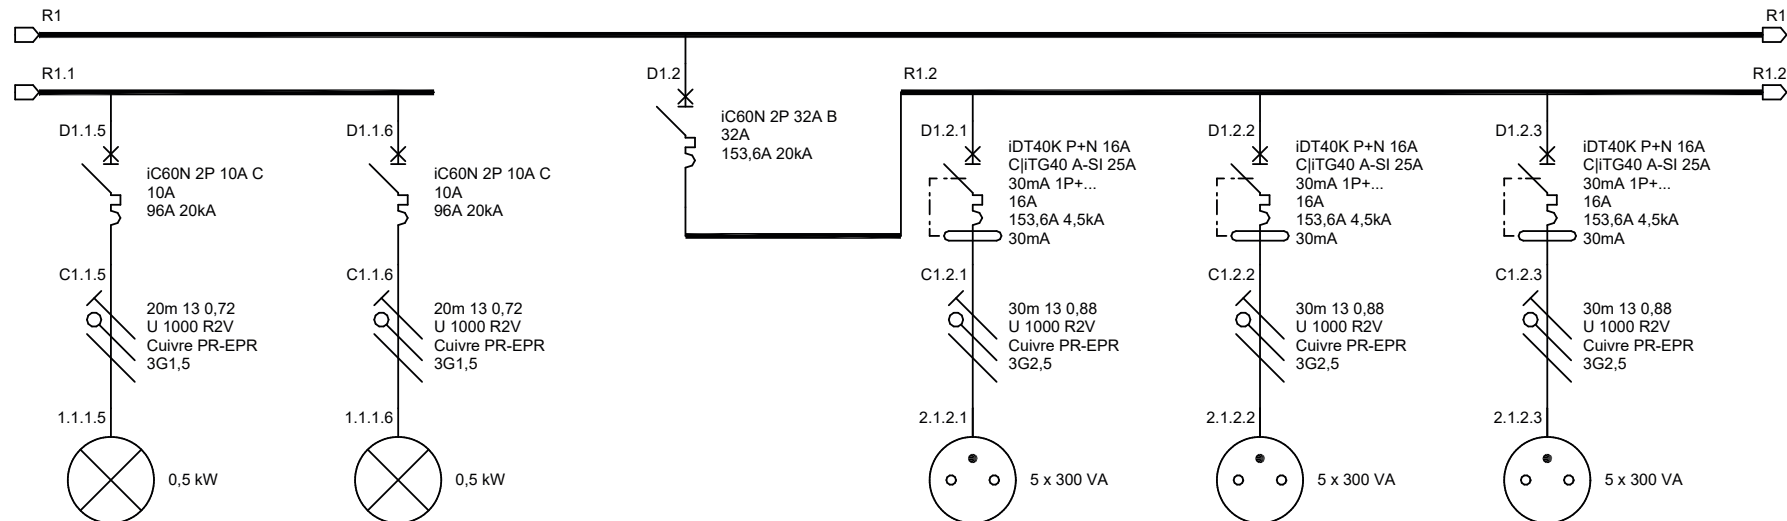 R1
R1
R1.1
D1.2
R1.2
R1.2
iC60N 2P 32A B
32A
153,6A 20kA
D1.1.5
iC60N 2P 10A C
10A
96A 20kA
D1.1.6
iC60N 2P 10A C
10A
96A 20kA
D1.2.1
iDT40K P+N 16A
C|iTG40 A-SI 25A
30mA 1P+...
16A
153,6A 4,5kA
30mA
D1.2.2
iDT40K P+N 16A
C|iTG40 A-SI 25A
30mA 1P+...
16A
153,6A 4,5kA
30mA
D1.2.3
iDT40K P+N 16A
C|iTG40 A-SI 25A
30mA 1P+...
16A
153,6A 4,5kA
30mA
C1.1.5
20m 13 0,72
U 1000 R2V
Cuivre PR-EPR
3G1,5
C1.1.6
20m 13 0,72
U 1000 R2V
Cuivre PR-EPR
3G1,5
C1.2.1
30m 13 0,88
U 1000 R2V
Cuivre PR-EPR
3G2,5
C1.2.2
30m 13 0,88
U 1000 R2V
Cuivre PR-EPR
3G2,5
C1.2.3
30m 13 0,88
U 1000 R2V
Cuivre PR-EPR
3G2,5
1.1.1.5
0,5 kW
1.1.1.6
0,5 kW
2.1.2.1
5 x 300 VA
2.1.2.2
5 x 300 VA
2.1.2.3
5 x 300 VA